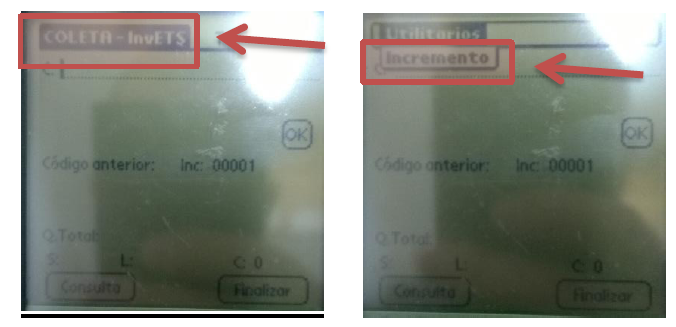 COLETA - InvETS
C:
OK
Código anterior: Inc: 00001
Q.Total:
S: L: C: 0
Consulta Finalizar
Utilitarios
Incremento
OK
Código anterior: Inc: 00001
Q.Total:
S: L: C: 0
Consulta Finalizar